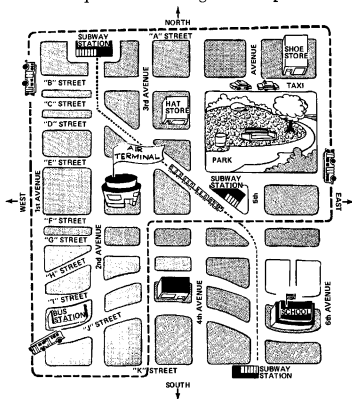 NORTH
SUBWAY
STATION
"A" STREET
3rd AVENUE
AVENUE
SHOE
STORE
TAXI
"B" STREET
"C" STREET
"D" STREET
HAT
STORE
AIR
TERMINAL
PARK
"E" STREET
1st AVENUE
WEST
SUBWAY
STATION
5th
EAST
"F" STREET
"G" STREET
2nd AVENUE
"H" STREET
"I" STREET
BUS
STATION
"J" STREET
4th AVENUE
SCHOOL
6th AVENUE
"K" STREET
SUBWAY
STATION
SOUTH